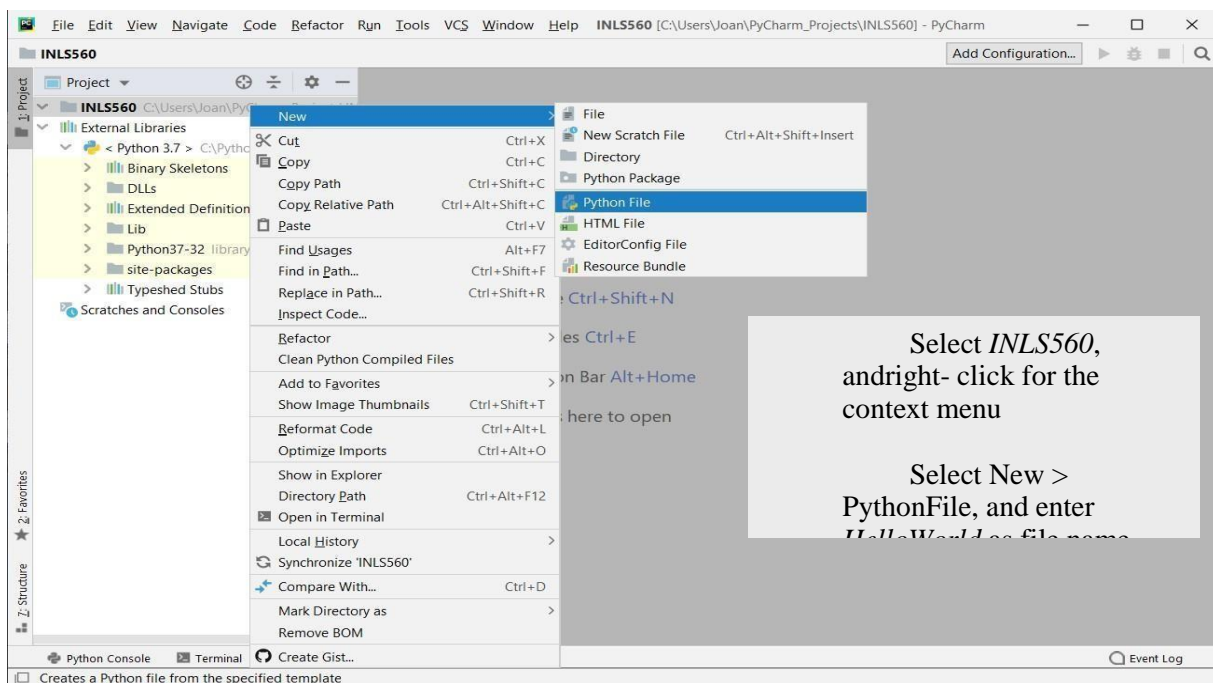 File Edit View Navigate Code Refactor Run Tools VCS Window Help INLS560 [C:\Users\Joan\PyCharm_Projects\INLS560] - PyCharm
INLS560
Add Configuration...
1: Project
Project
INLS560 C:\Users\Joan\Py
External Libraries
< Python 3.7 > C:\Pytho
Binary Skeletons
DLLs
Extended Definition
Lib
Python37-32 library
site-packages
Typeshed Stubs
Scratches and Consoles
New
Cut Ctrl+X
Copy Ctrl+C
Copy Path Ctrl+Shift+C
Copy Relative Path Ctrl+Alt+Shift+C
Paste Ctrl+V
Find Usages Alt+F7
Find in Path... Ctrl+Shift+F
Replace in Path... Ctrl+Shift+R
Inspect Code...
Refactor
Clean Python Compiled Files
Add to Favorites
Show Image Thumbnails Ctrl+Shift+T
Reformat Code Ctrl+Alt+L
Optimize Imports Ctrl+Alt+O
Show in Explorer
Directory Path Ctrl+Alt+F12
Open in Terminal
Local History
Synchronize 'INLS560'
Compare With... Ctrl+D
Mark Directory as
Remove BOM
Create Gist...
File
New Scratch File Ctrl+Alt+Shift+Insert
Directory
Python Package
Python File
HTML File
EditorConfig File
Resource Bundle
Ctrl+Shift+N
es Ctrl+E
on Bar Alt+Home
here to open
Select INLS560,
andright- click for the
context menu
Select New >
PythonFile, and enter
HelloWorld as file name
2: Favorites
7: Structure
Python Console Terminal
Event Log
Creates a Python file from the specified template